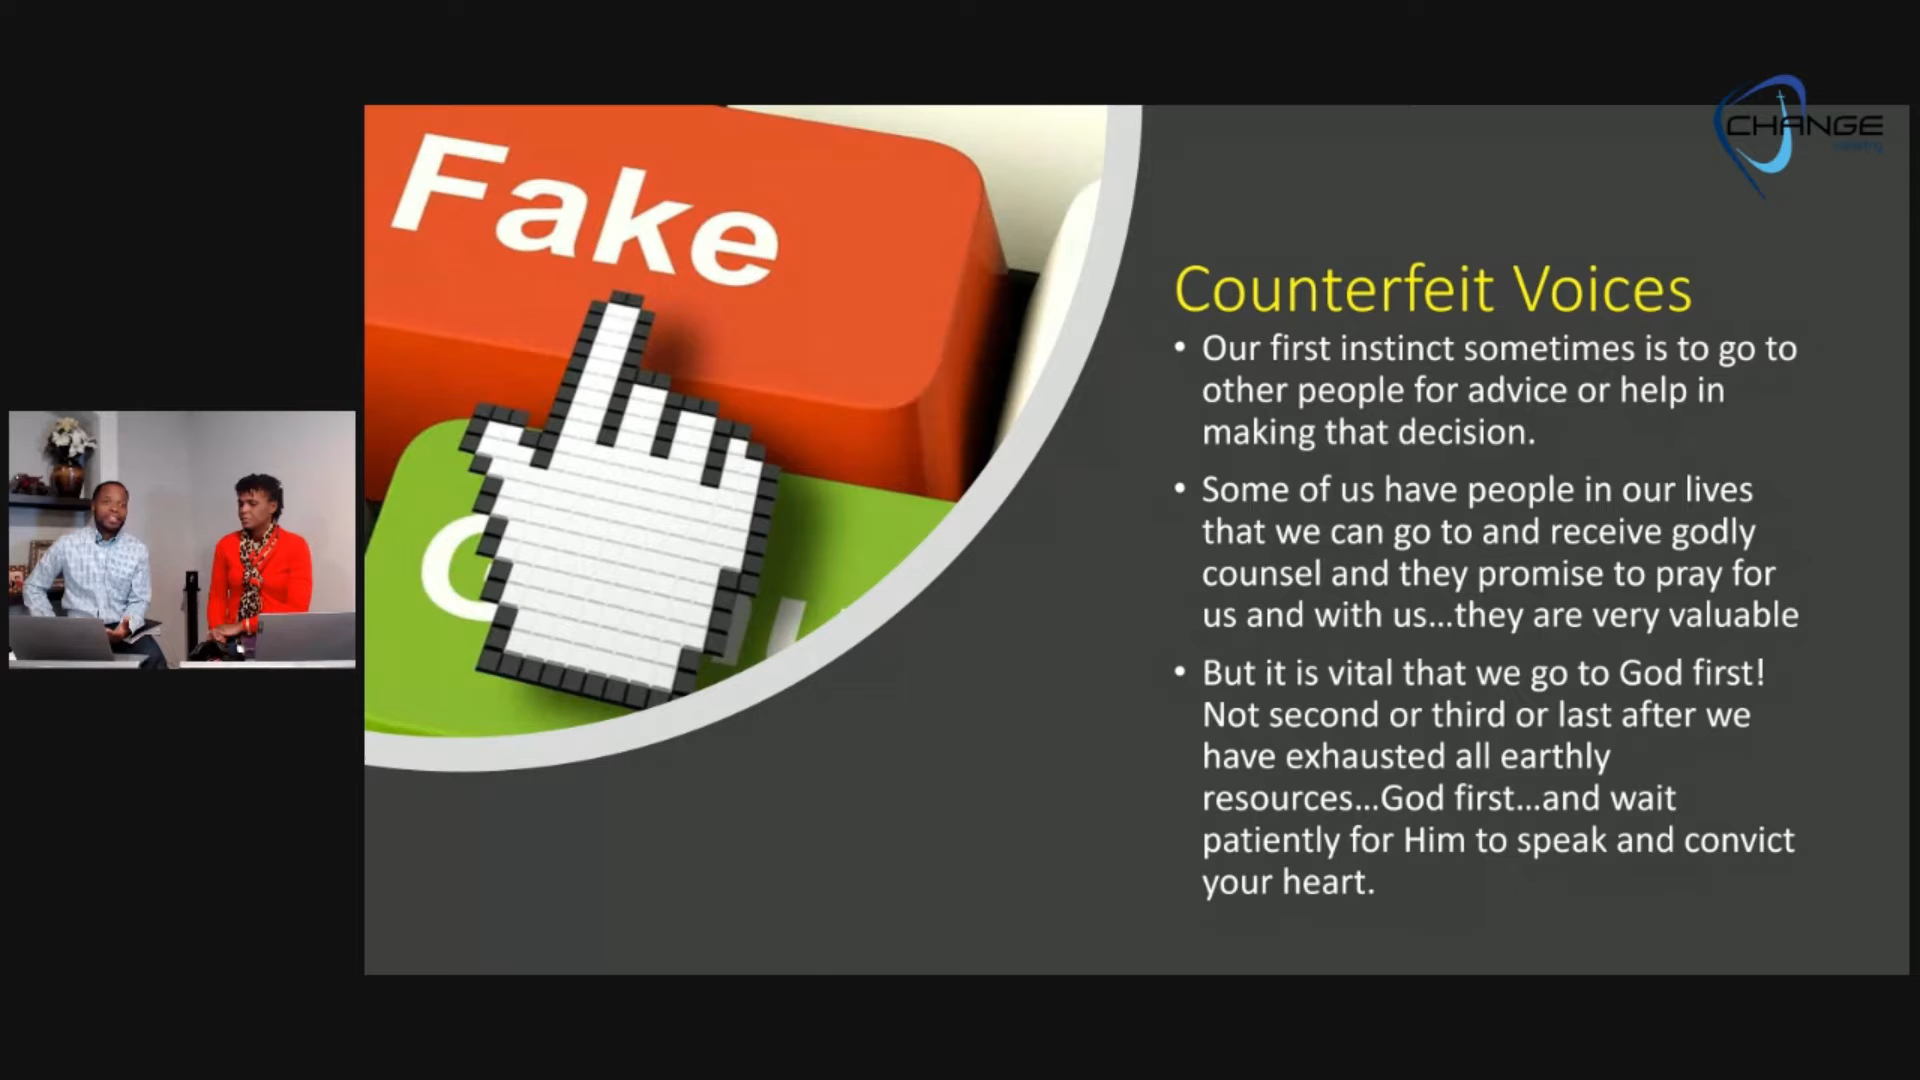 CHANGE
Fake
Counterfeit Voices
• Our first instinct sometimes is to go to
other people for advice or help in
making that decision.
• Some of us have people in our lives
that we can go to and receive godly
counsel and they promise to pray for
us and with us...they are very valuable
• But it is vital that we go to God first!
Not second or third or last after we
have exhausted all earthly
resources...God first...and wait
patiently for Him to speak and convict
your heart.